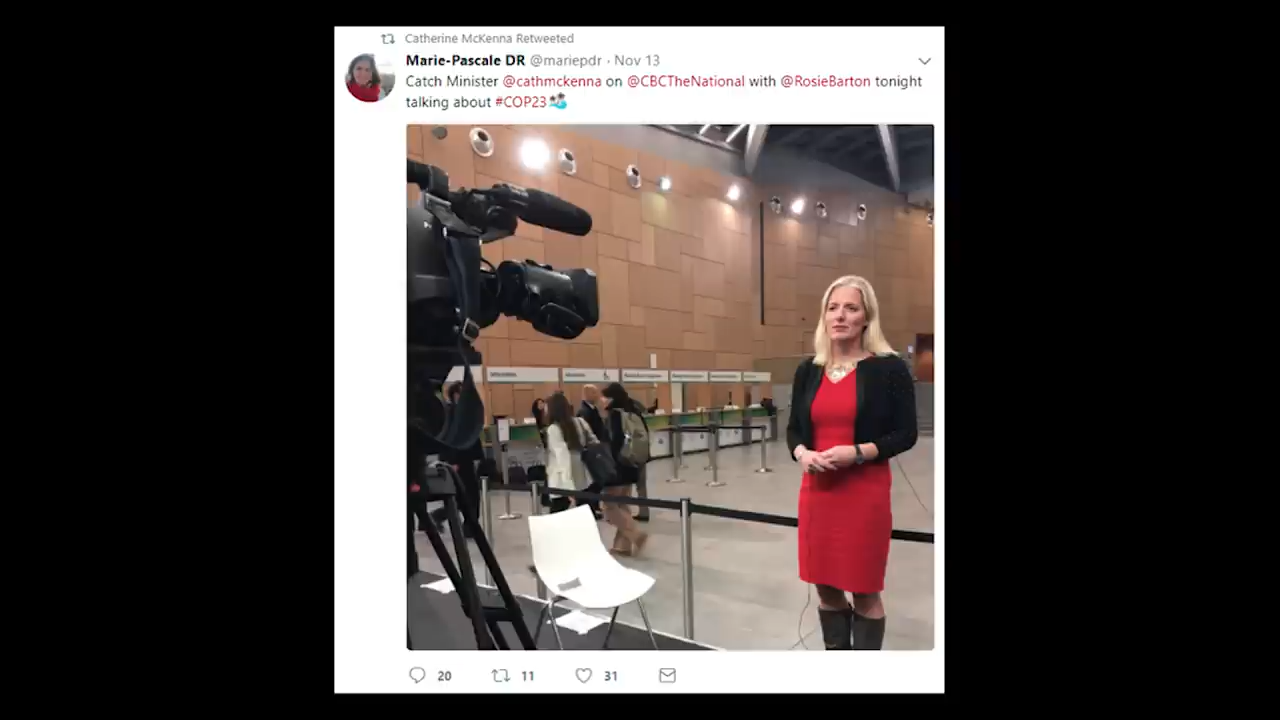 Catherine McKenna Retweeted
Marie-Pascale DR @mariepdr · Nov 13
Catch Minister @cathmckenna on @CBCTheNational with @RosieBarton tonight
talking about #COP23
20 11 31